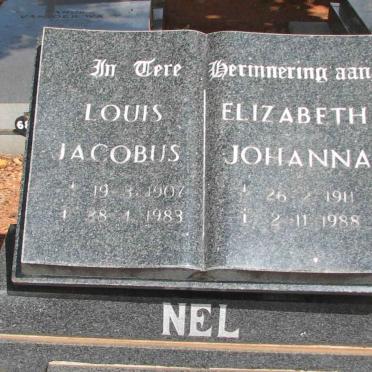 In Tere Herinnering aan
LOUIS
JACOBUS
* 19-3-1907
† 28-4-1983
ELIZABETH
JOHANNA
* 26-2-1911
† 2-11-1988
NEL